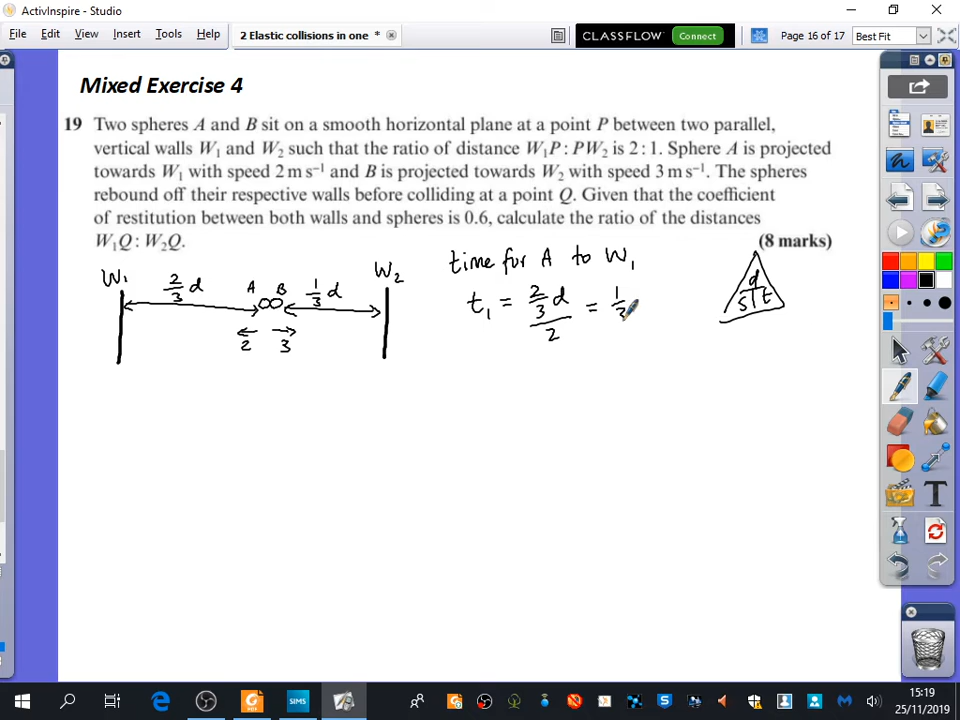 ActivInspire - Studio
File Edit View Insert Tools Help
2 Elastic collisions in one *
CLASSFLOW Connect
Page 16 of 17
Best Fit
Mixed Exercise 4
19 Two spheres A and B sit on a smooth horizontal plane at a point P between two parallel,
vertical walls W₁ and W₂ such that the ratio of distance W₁P : PW₂ is 2 : 1. Sphere A is projected
towards W₁ with speed 2 m s⁻¹ and B is projected towards W₂ with speed 3 m s⁻¹. The spheres
rebound off their respective walls before colliding at a point Q. Given that the coefficient
of restitution between both walls and spheres is 0.6, calculate the ratio of the distances
W₁Q : W₂Q.
(8 marks)
W₁ 2/3 d A B 1/3 d W₂
2 3
time for A to W₁
t₁ = 2/3 d / 2 = 1/3
d
s t
SIMS
15:19
25/11/2019